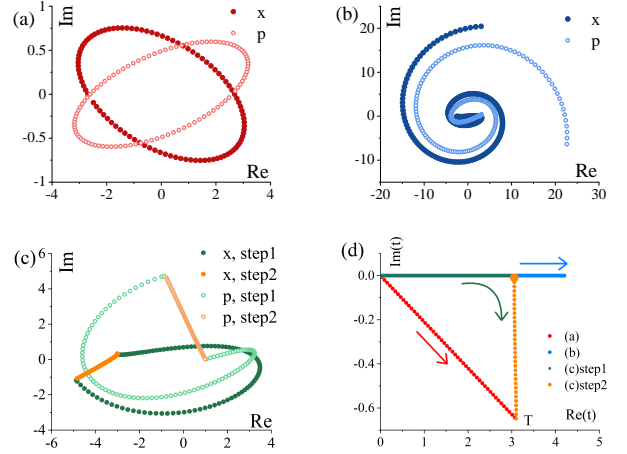 (a)
Im
x
p
1
0.5
0
-0.5
-1
-4
-2
0
2
4
Re
(b)
Im
x
p
20
10
0
-10
-20
-10
0
10
20
30
Re
(c)
Im
x, step1
x, step2
p, step1
p, step2
6
4
2
0
-2
-4
-6
-4
-2
0
2
4
Re
(d)
Im(t)
0.0
-0.2
-0.4
-0.6
(a)
(b)
(c)step1
(c)step2
T
Re(t)
0
1
2
3
4
5